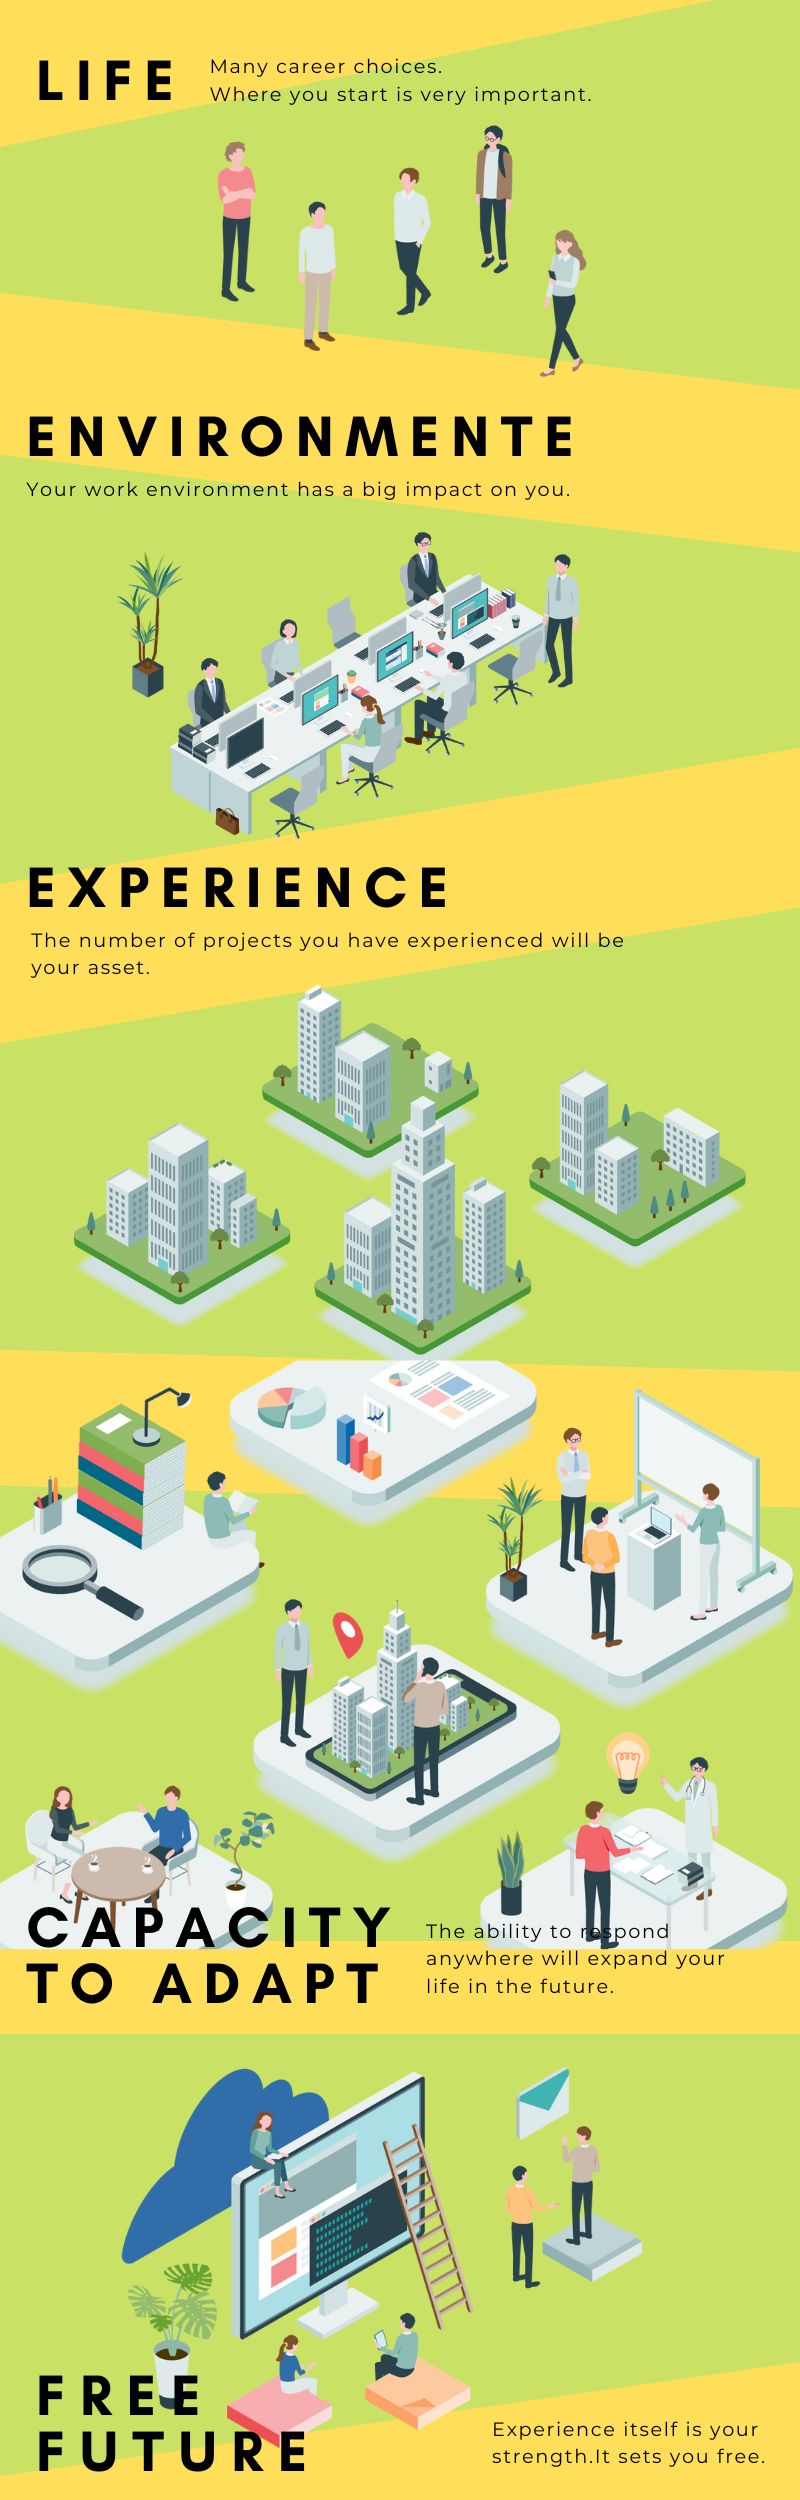 LIFE
Many career choices.
Where you start is very important.
ENVIRONMENTE
Your work environment has a big impact on you.
EXPERIENCE
The number of projects you have experienced will be
your asset.
CAPACITY
TO ADAPT
The ability to respond
anywhere will expand your
life in the future.
FREE
FUTURE
Experience itself is your
strength.It sets you free.